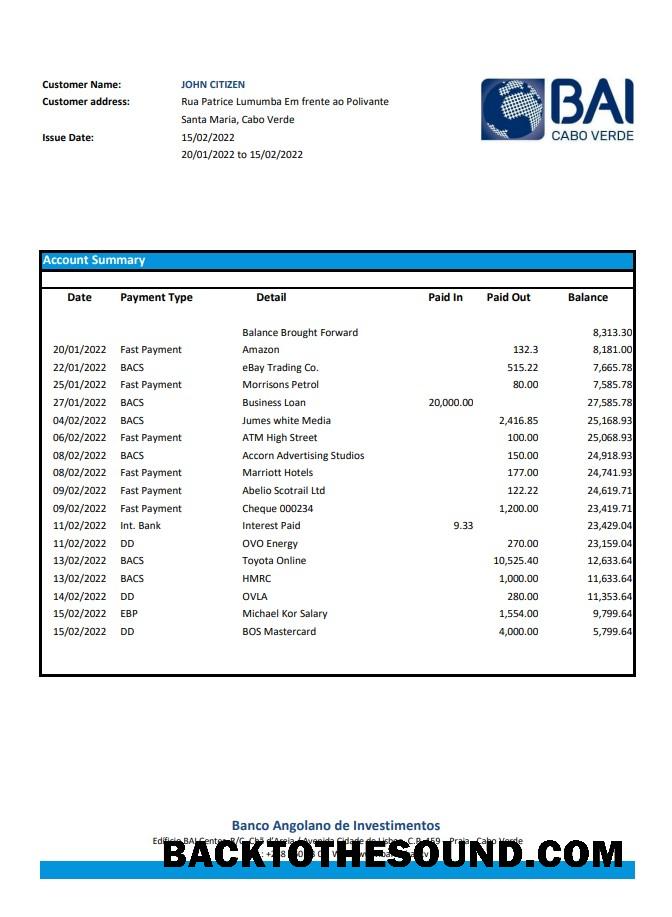 Customer Name: JOHN CITIZEN
Customer address: Rua Patrice Lumumba Em frente ao Polivante
Santa Maria, Cabo Verde
Issue Date: 15/02/2022
20/01/2022 to 15/02/2022
BAI
CABO VERDE
Account Summary
Date Payment Type Detail Paid In Paid Out Balance
Balance Brought Forward 8,313.30
20/01/2022 Fast Payment Amazon 132.3 8,181.00
22/01/2022 BACS eBay Trading Co. 515.22 7,665.78
25/01/2022 Fast Payment Morrisons Petrol 80.00 7,585.78
27/01/2022 BACS Business Loan 20,000.00 27,585.78
04/02/2022 BACS Jumes white Media 2,416.85 25,168.93
06/02/2022 Fast Payment ATM High Street 100.00 25,068.93
08/02/2022 BACS Accorn Advertising Studios 150.00 24,918.93
08/02/2022 Fast Payment Marriott Hotels 177.00 24,741.93
09/02/2022 Fast Payment Abelio Scotrail Ltd 122.22 24,619.71
09/02/2022 Fast Payment Cheque 000234 1,200.00 23,419.71
11/02/2022 Int. Bank Interest Paid 9.33 23,429.04
11/02/2022 DD OVO Energy 270.00 23,159.04
13/02/2022 BACS Toyota Online 10,525.40 12,633.64
13/02/2022 BACS HMRC 1,000.00 11,633.64
14/02/2022 DD OVLA 280.00 11,353.64
15/02/2022 EBP Michael Kor Salary 1,554.00 9,799.64
15/02/2022 DD BOS Mastercard 4,000.00 5,799.64
Banco Angolano de Investimentos
Edifício BAI Center, R/C, Chã d'Areia / Avenida Cidade de Lisboa, C.P. 459 - Praia, Cabo Verde
BACKTOTHESOUND.COM